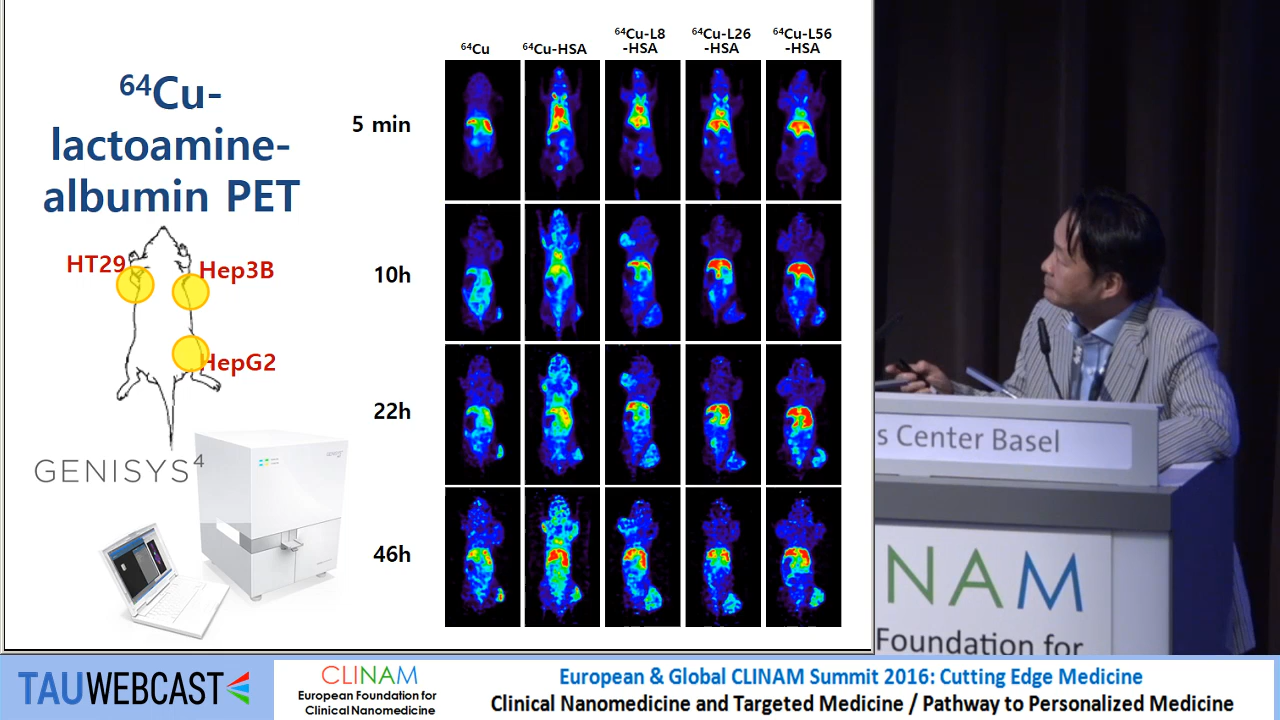 ⁶⁴Cu-
lactoamine-
albumin PET
HT29
Hep3B
HepG2
GENISYS⁴
⁶⁴Cu
⁶⁴Cu-HSA
⁶⁴Cu-L8
-HSA
⁶⁴Cu-L26
-HSA
⁶⁴Cu-L56
-HSA
5 min
10h
22h
46h
s Center Basel
NAM
Foundation for
TAUWEBCAST
CLINAM
European Foundation for
Clinical Nanomedicine
European & Global CLINAM Summit 2016: Cutting Edge Medicine
Clinical Nanomedicine and Targeted Medicine / Pathway to Personalized Medicine